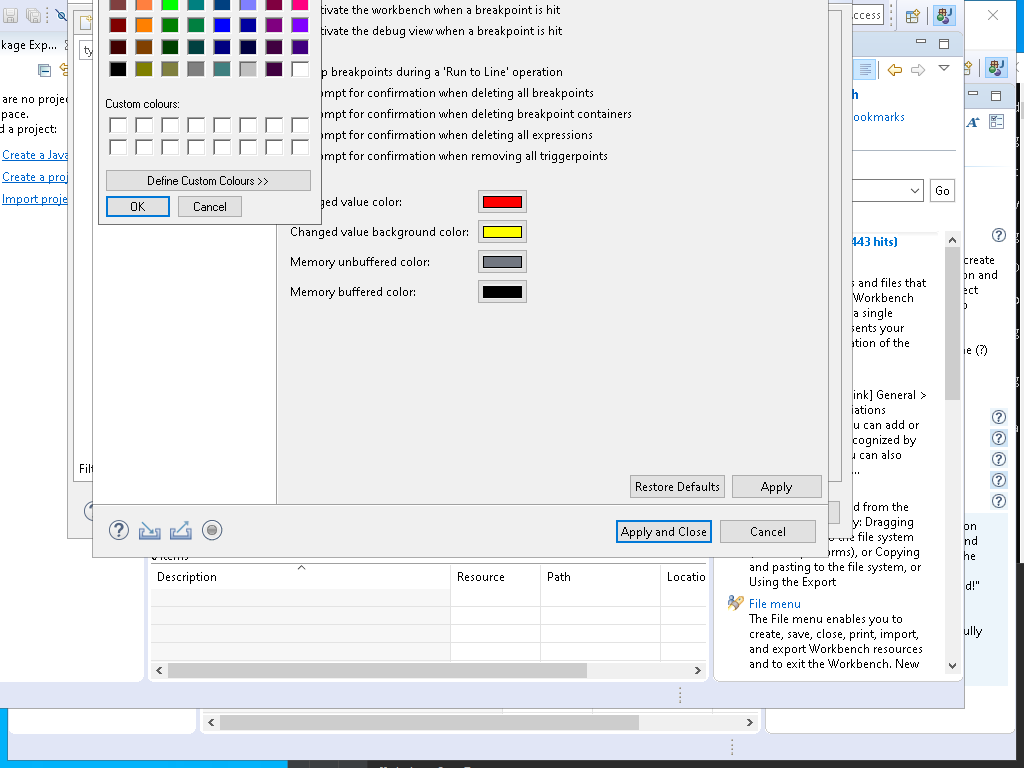 tivate the workbench when a breakpoint is hit
tivate the debug view when a breakpoint is hit
p breakpoints during a 'Run to Line' operation
ompt for confirmation when deleting all breakpoints
ompt for confirmation when deleting breakpoint containers
ompt for confirmation when deleting all expressions
ompt for confirmation when removing all triggerpoints
Custom colours:
Define Custom Colours >>
OK
Cancel
ged value color:
Changed value background color:
Memory unbuffered color:
Memory buffered color:
Restore Defaults
Apply
Apply and Close
Cancel
kage Exp...
ty
are no projec
pace.
d a project:
Create a Java
Create a proj
Import proje
Filt
ccess
ookmarks
Go
443 hits)
s and files that
Workbench
a single
sents your
ation of the
ink] General >
iations
u can add or
cognized by
u can also
...
d from the
y: Dragging
o the file system
orms), or Copying
and pasting to the file system, or
Using the Export
File menu
The File menu enables you to
create, save, close, print, import,
and export Workbench resources
and to exit the Workbench. New
create
on and
ect
e (?)
on
nd
he
d!"
ully
Description
Resource
Path
Locatio